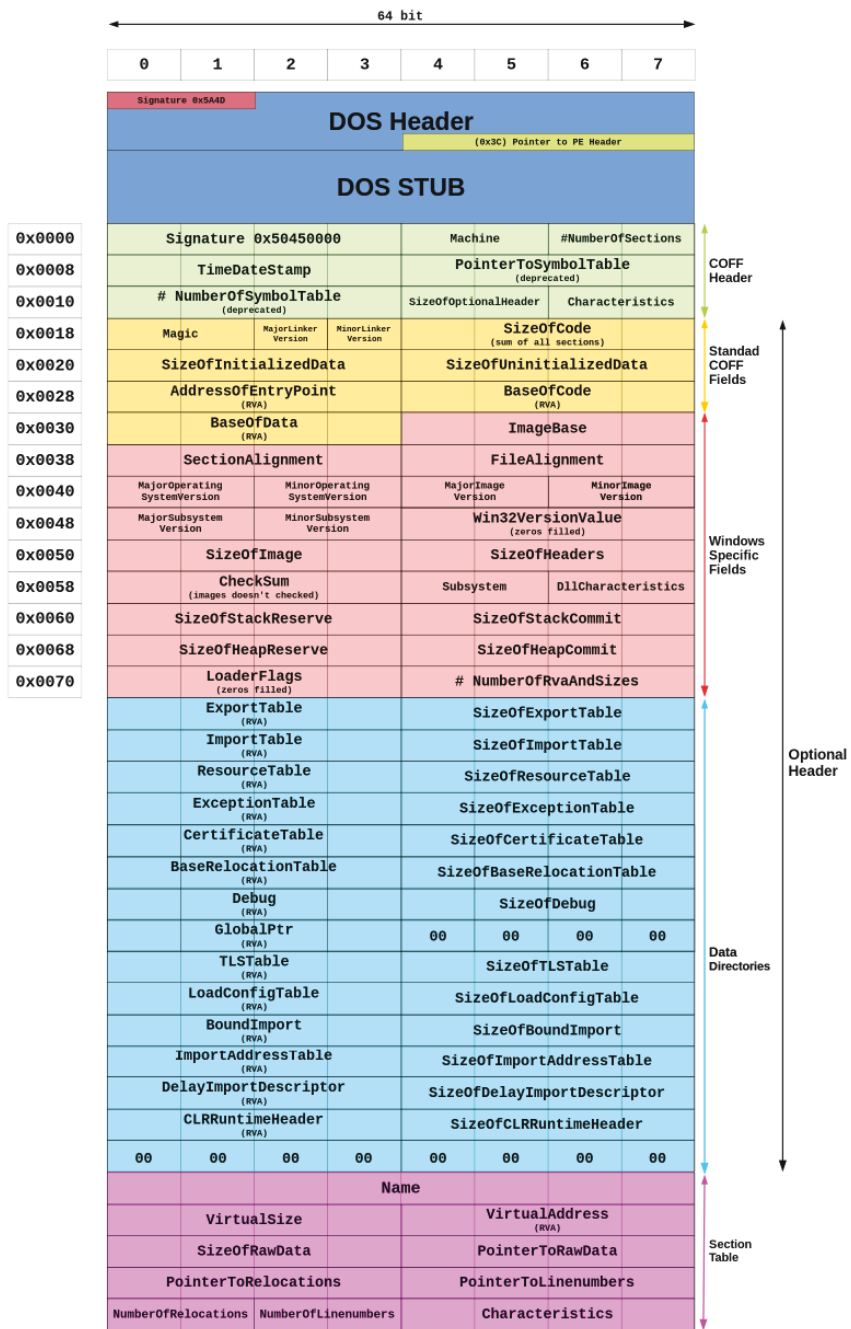 64 bit
0 1 2 3 4 5 6 7
Signature 0x5A4D
DOS Header
(0x3C) Pointer to PE Header
DOS STUB
0x0000 Signature 0x50450000 Machine #NumberOfSections
0x0008 TimeDateStamp PointerToSymbolTable
(deprecated)
COFF
Header
0x0010 # NumberOfSymbolTable SizeOfOptionalHeader Characteristics
(deprecated)
0x0018 Magic MajorLinker MinorLinker SizeOfCode
Version Version (sum of all sections)
0x0020 SizeOfInitializedData SizeOfUninitializedData
Standad
COFF
Fields
0x0028 AddressOfEntryPoint BaseOfCode
(RVA) (RVA)
0x0030 BaseOfData ImageBase
(RVA)
0x0038 SectionAlignment FileAlignment
0x0040 MajorOperating MinorOperating MajorImage MinorImage
SystemVersion SystemVersion Version Version
0x0048 MajorSubsystem MinorSubsystem Win32VersionValue
Version Version (zeros filled)
0x0050 SizeOfImage SizeOfHeaders
Windows
Specific
Fields
0x0058 CheckSum Subsystem DllCharacteristics
(images doesn't checked)
0x0060 SizeOfStackReserve SizeOfStackCommit
0x0068 SizeOfHeapReserve SizeOfHeapCommit
0x0070 LoaderFlags # NumberOfRvaAndSizes
(zeros filled)
ExportTable SizeOfExportTable
(RVA)
ImportTable SizeOfImportTable
(RVA)
Optional
Header
ResourceTable SizeOfResourceTable
(RVA)
ExceptionTable SizeOfExceptionTable
(RVA)
CertificateTable SizeOfCertificateTable
(RVA)
BaseRelocationTable SizeOfBaseRelocationTable
(RVA)
Debug SizeOfDebug
(RVA)
GlobalPtr 00 00 00 00
(RVA)
Data
Directories
TLSTable SizeOfTLSTable
(RVA)
LoadConfigTable SizeOfLoadConfigTable
(RVA)
BoundImport SizeOfBoundImport
(RVA)
ImportAddressTable SizeOfImportAddressTable
(RVA)
DelayImportDescriptor SizeOfDelayImportDescriptor
(RVA)
CLRRuntimeHeader SizeOfCLRRuntimeHeader
(RVA)
00 00 00 00 00 00 00 00
Name
VirtualSize VirtualAddress
(RVA)
SizeOfRawData PointerToRawData
Section
Table
PointerToRelocations PointerToLinenumbers
NumberOfRelocations NumberOfLinenumbers Characteristics